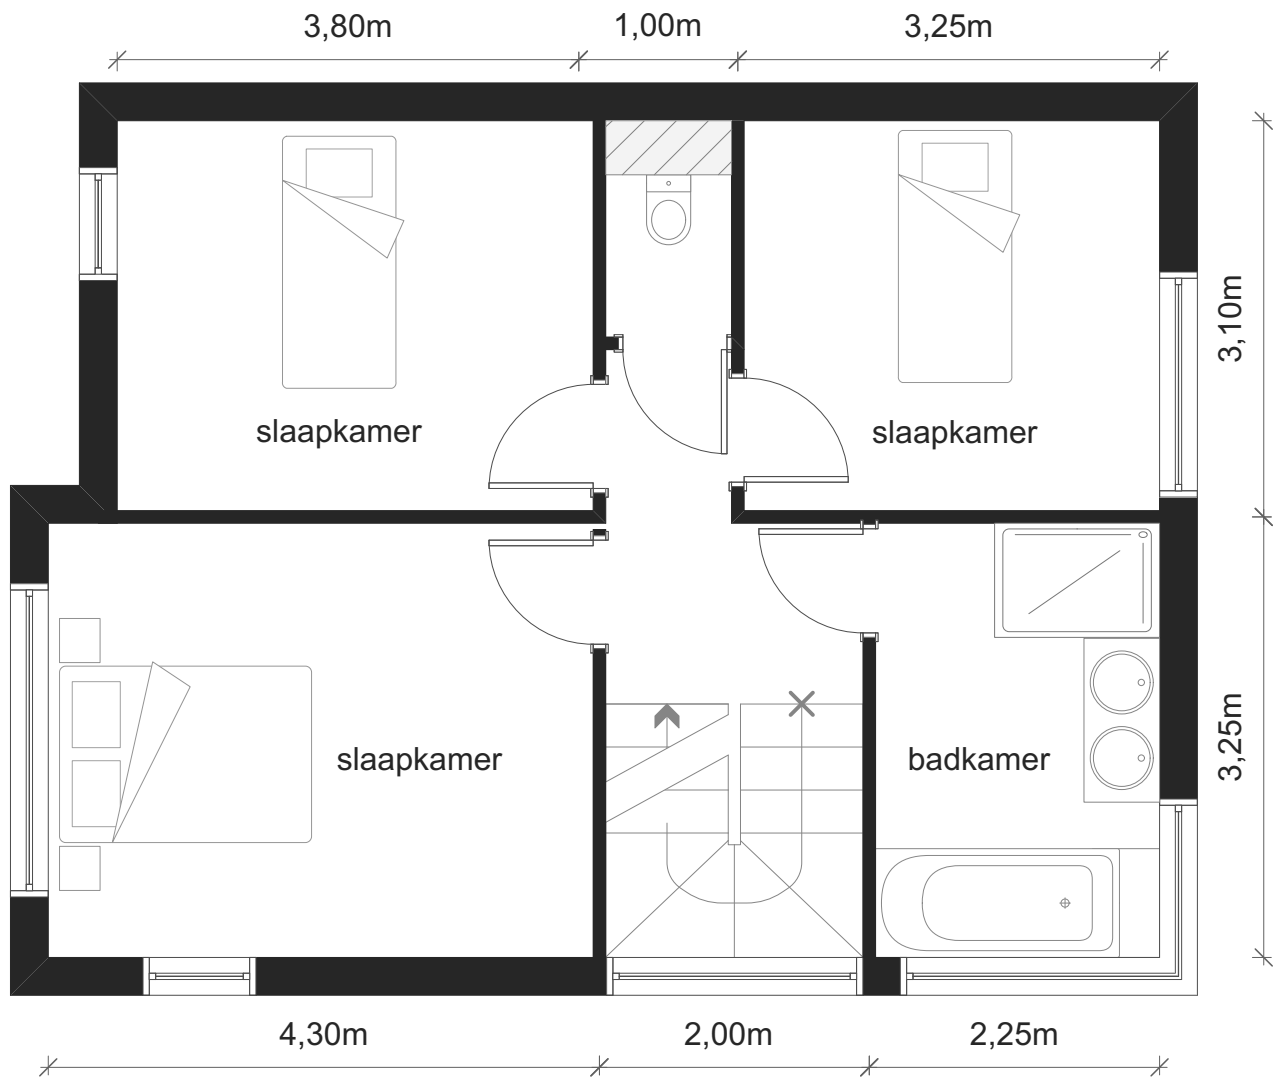 3,80m
1,00m
3,25m
3,10m
slaapkamer
slaapkamer
slaapkamer
badkamer
3,25m
4,30m
2,00m
2,25m